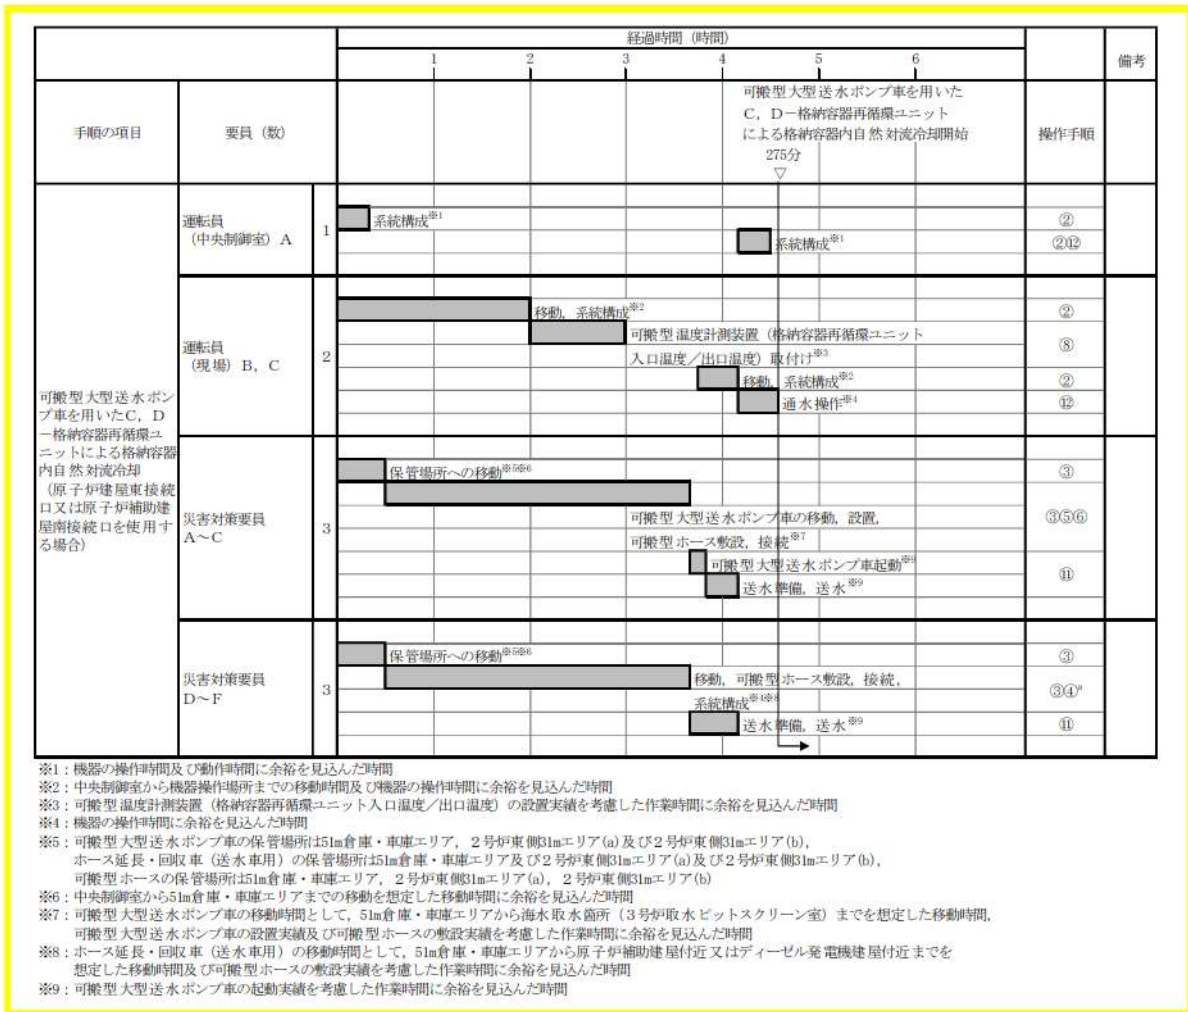 経過時間（時間）
1 2 3 4 5 6
備考
手順の項目
要員（数）
可搬型大型送水ポンプ車を用いた
C，D－格納容器再循環ユニット
による格納容器内自然対流冷却開始
275分
▽
操作手順
可搬型大型送水ポン
プ車を用いたC，D
－格納容器再循環ユ
ニットによる格納容器
内自然対流冷却
（原子炉建屋東接続
口又は原子炉補助建
屋南接続口を使用す
る場合）
運転員
（中央制御室）A
1
系統構成※1
②
系統構成※1
②⑫
運転員
（現場）B，C
2
移動，系統構成※2
②
可搬型温度計測装置（格納容器再循環ユニット
入口温度／出口温度）取付け※3
⑧
移動，系統構成※2
②
通水操作※4
⑫
災害対策要員
A～C
3
保管場所への移動※5※6
③
可搬型大型送水ポンプ車の移動，設置，
可搬型ホース敷設，接続※7
③⑤⑥
可搬型大型送水ポンプ車起動※9
送水準備，送水※9
⑪
災害対策要員
D～F
3
保管場所への移動※5※6
③
移動，可搬型ホース敷設，接続，
系統構成※4※8
③④ᵃ
送水準備，送水※9
⑪
※1：機器の操作時間及び動作時間に余裕を見込んだ時間
※2：中央制御室から機器操作場所までの移動時間及び機器の操作時間に余裕を見込んだ時間
※3：可搬型温度計測装置（格納容器再循環ユニット入口温度／出口温度）の設置実績を考慮した作業時間に余裕を見込んだ時間
※4：機器の操作時間に余裕を見込んだ時間
※5：可搬型大型送水ポンプ車の保管場所は51m倉庫・車庫エリア，2号炉東側31mエリア(a)及び2号炉東側31mエリア(b)，
ホース延長・回収車（送水車用）の保管場所は51m倉庫・車庫エリア及び2号炉東側31mエリア(a)及び2号炉東側31mエリア(b)，
可搬型ホースの保管場所は51m倉庫・車庫エリア，2号炉東側31mエリア(a)，2号炉東側31mエリア(b)
※6：中央制御室から51m倉庫・車庫エリアまでの移動を想定した移動時間に余裕を見込んだ時間
※7：可搬型大型送水ポンプ車の移動時間として，51m倉庫・車庫エリアから海水取水箇所（3号炉取水ピットスクリーン室）までを想定した移動時間，
可搬型大型送水ポンプ車の設置実績及び可搬型ホースの敷設実績を考慮した作業時間に余裕を見込んだ時間
※8：ホース延長・回収車（送水車用）の移動時間として，51m倉庫・車庫エリアから原子炉補助建屋付近又はディーゼル発電機建屋付近までを
想定した移動時間及び可搬型ホースの敷設実績を考慮した作業時間に余裕を見込んだ時間
※9：可搬型大型送水ポンプ車の起動実績を考慮した作業時間に余裕を見込んだ時間